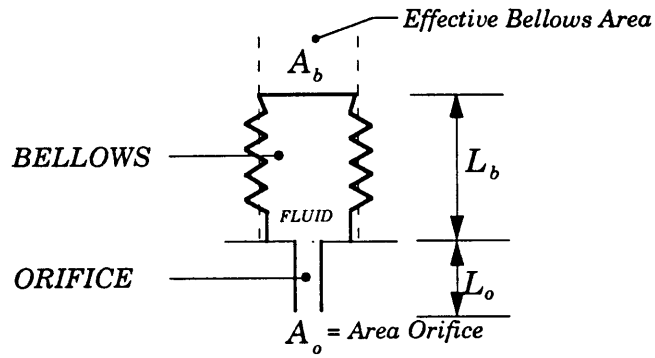 Effective Bellows Area
A_b
BELLOWS
L_b
FLUID
ORIFICE
L_o
A_o = Area Orifice